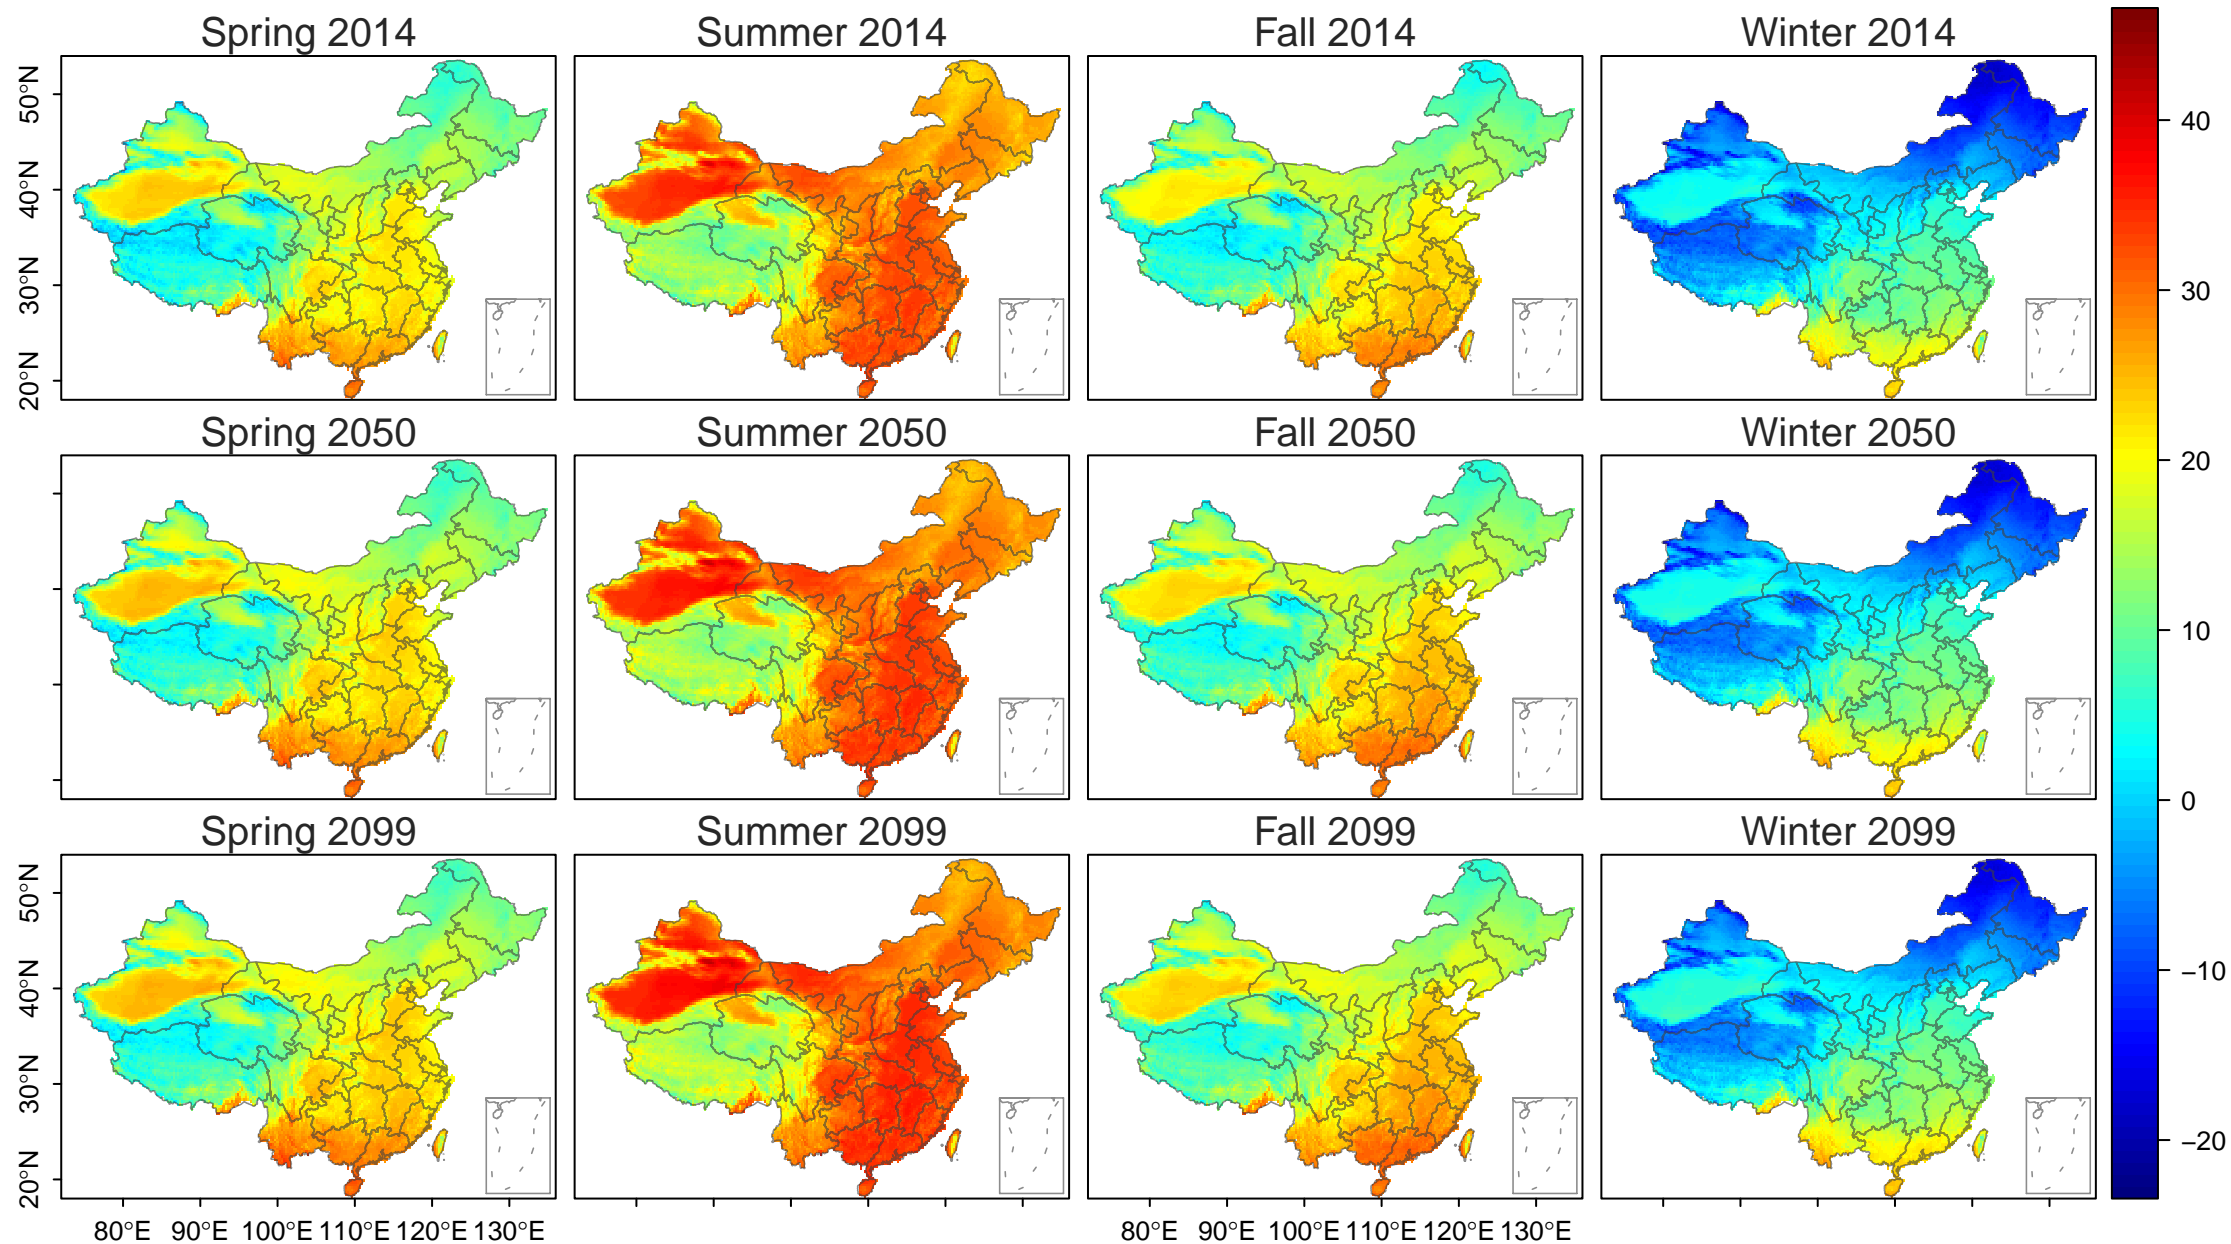 Spring 2014 Summer 2014 Fall 2014 Winter 2014
50°N
40°N
30°N
20°N
Spring 2050 Summer 2050 Fall 2050 Winter 2050
Spring 2099 Summer 2099 Fall 2099 Winter 2099
50°N
40°N
30°N
20°N
80°E 90°E 100°E 110°E 120°E 130°E
80°E 90°E 100°E 110°E 120°E 130°E
40
30
20
10
0
−10
−20